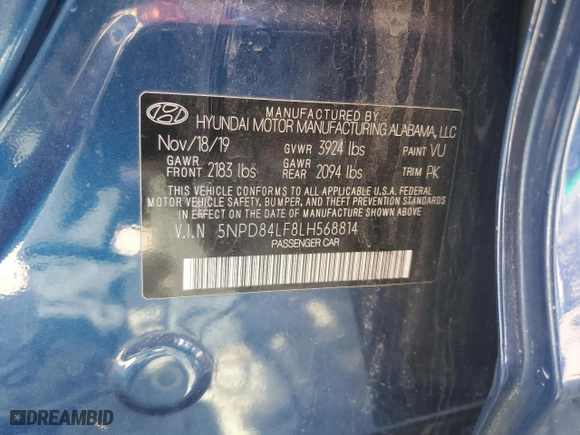 MANUFACTURED BY
HYUNDAI MOTOR MANUFACTURING ALABAMA, LLC
Nov/18/19 GVWR 3924 lbs PAINT VU
GAWR FRONT 2183 lbs GAWR REAR 2094 lbs TRIM PK
THIS VEHICLE CONFORMS TO ALL APPLICABLE U.S.A. FEDERAL
MOTOR VEHICLE SAFETY, BUMPER, AND THEFT PREVENTION
STANDARDS IN EFFECT ON THE DATE OF MANUFACTURE SHOWN ABOVE.
V.I.N 5NPD84LF8LH568814
PASSENGER CAR
DREAMBID